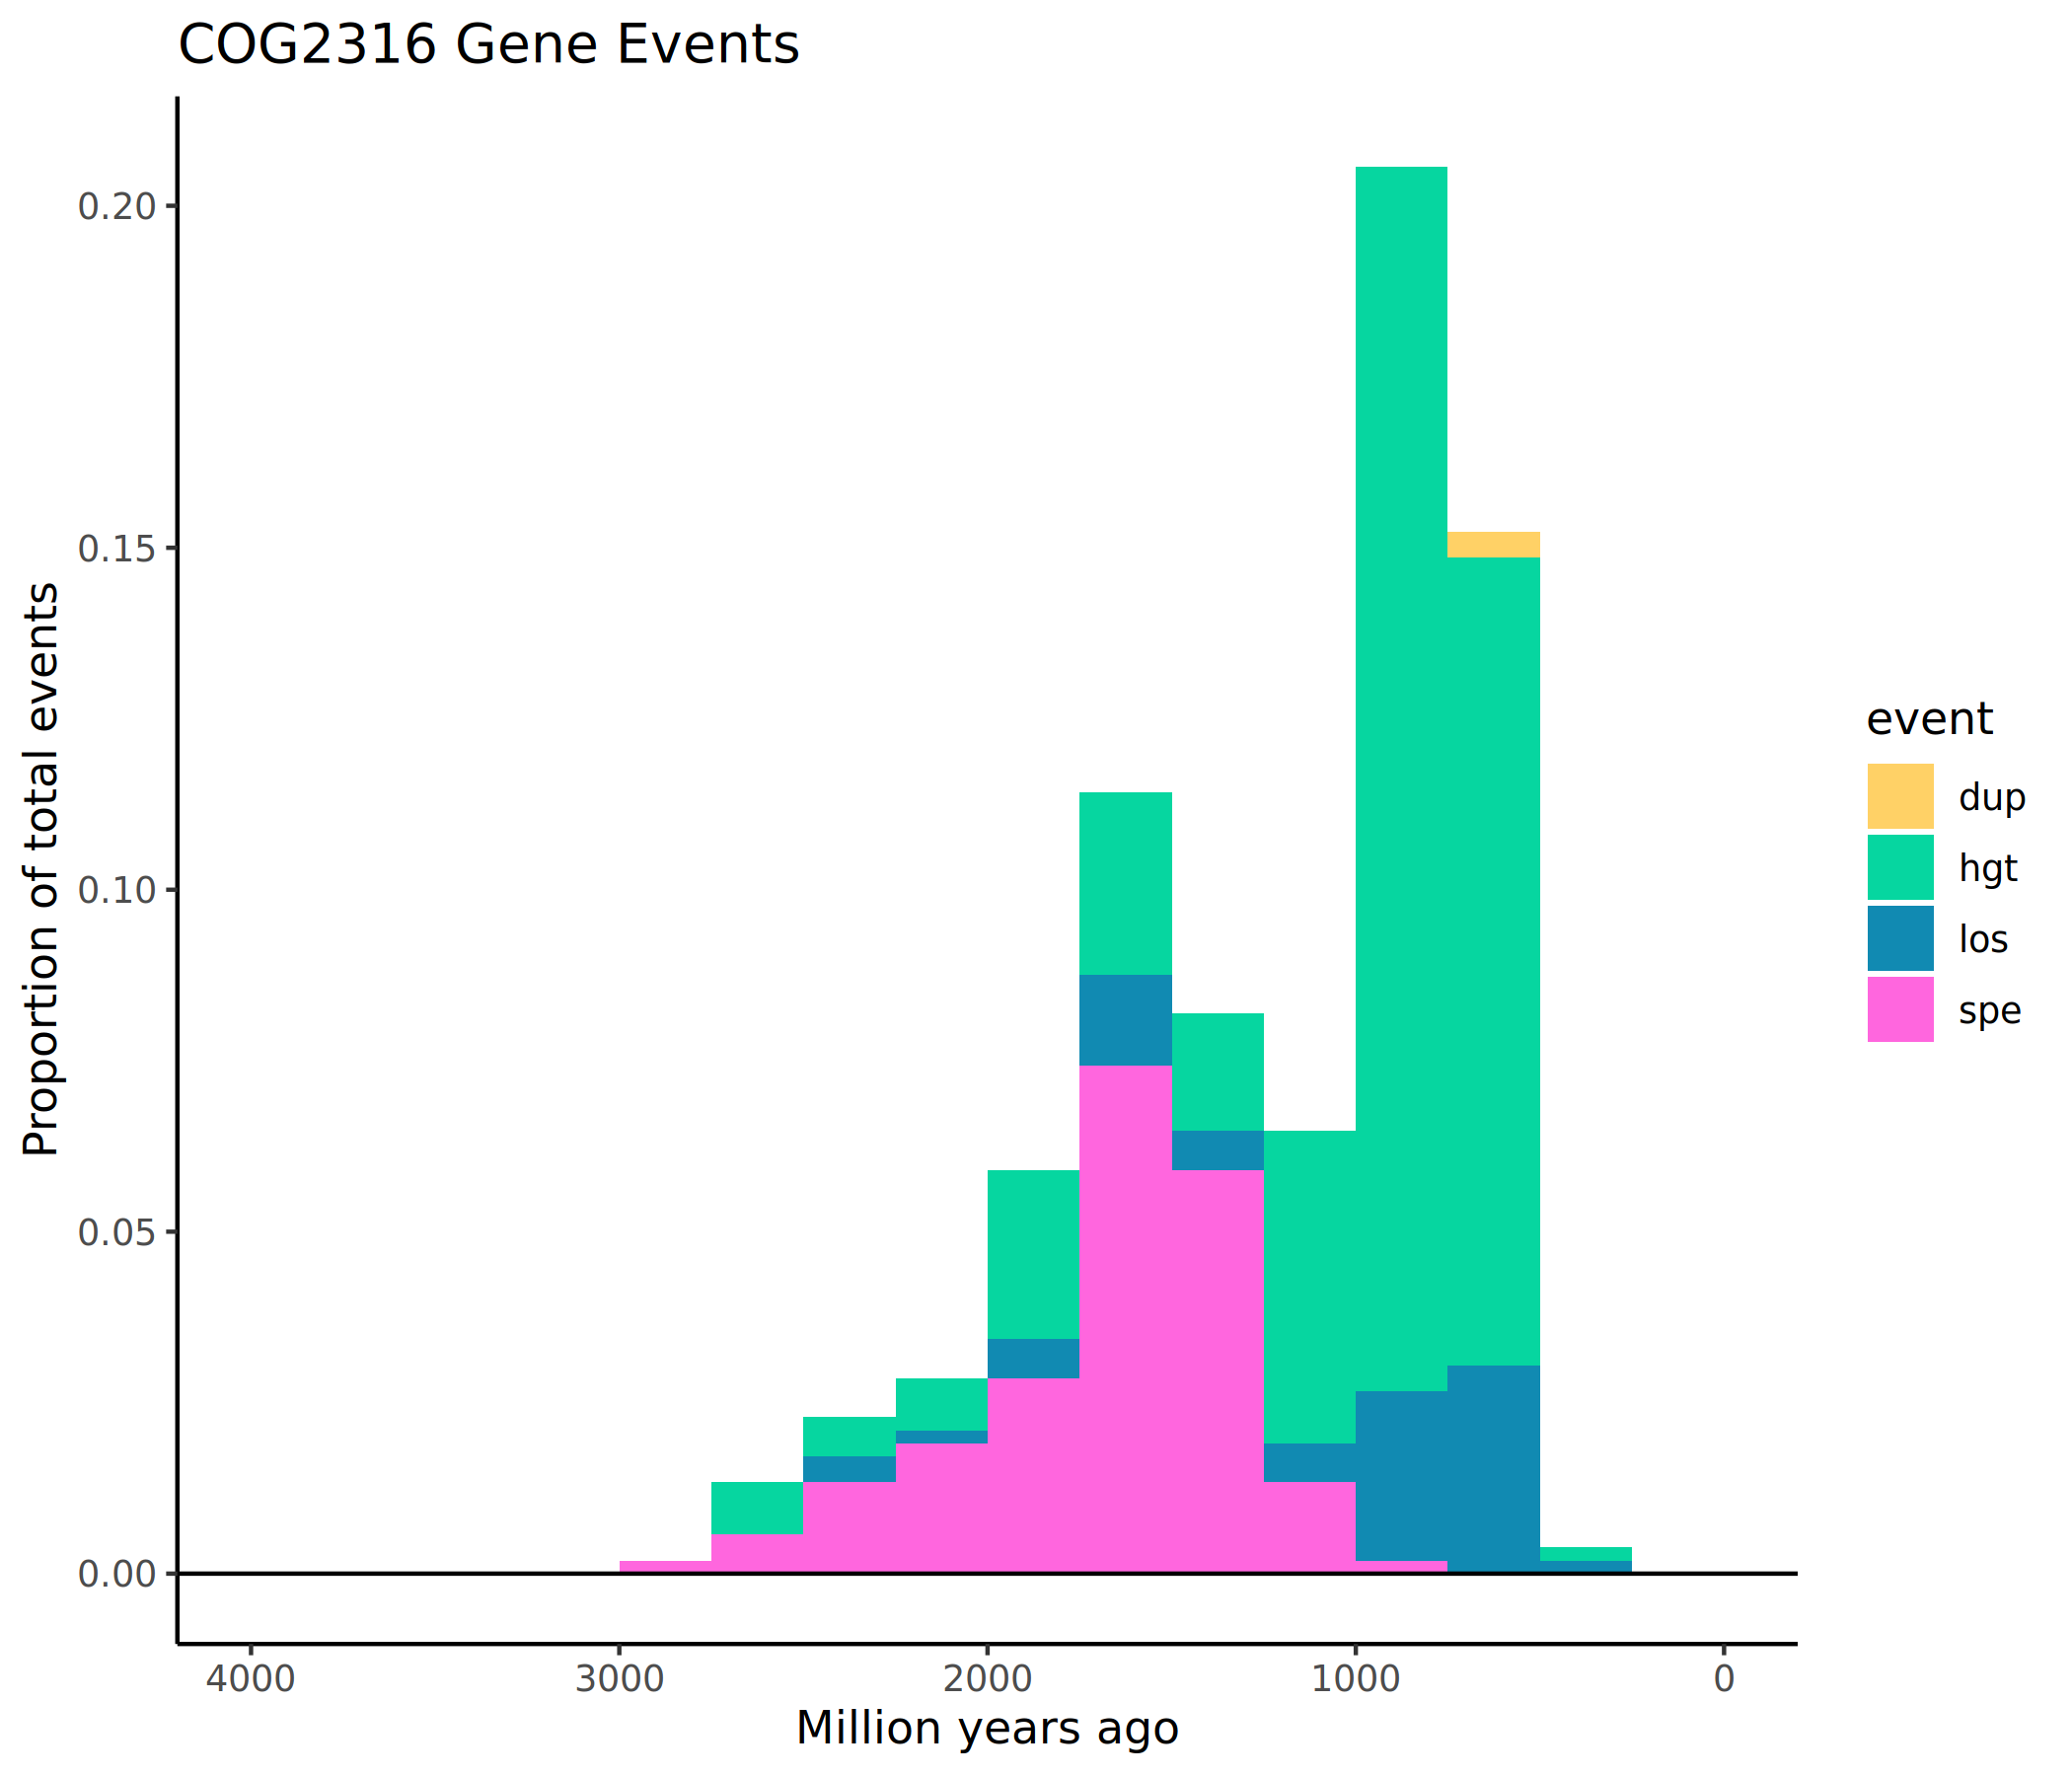 COG2316 Gene Events
Proportion of total events
0.20
0.15
0.10
0.05
0.00
4000 3000 2000 1000 0
Million years ago
event
dup
hgt
los
spe